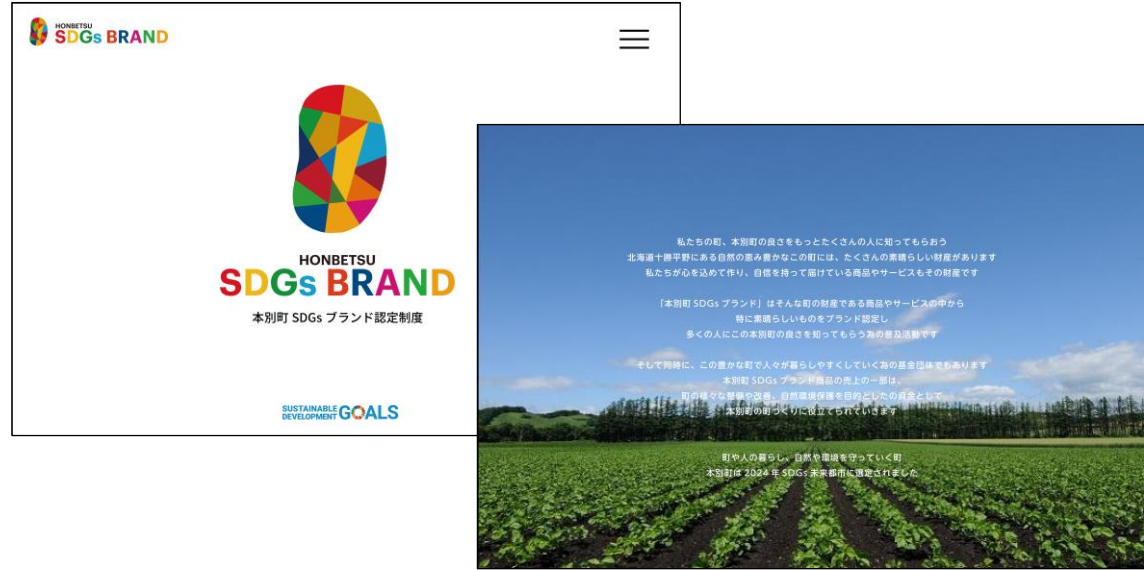 HONBETSU
SDGs BRAND
HONBETSU
SDGs BRAND
本別町 SDGs ブランド認定制度
SUSTAINABLE
DEVELOPMENT GOALS
私たちの町、本別町の良さをもっとたくさんの人に知ってもらおう
北海道十勝平野にある自然の恵み豊かなこの町には、たくさんの素晴らしい財産があります
私たちが心を込めて作り、自信を持って届けている商品やサービスもその財産です
「本別町 SDGs ブランド」はそんな町の財産である商品やサービスの中から
特に素晴らしいものをブランド認定し
多くの人にこの本別町の良さを知ってもらう為の普及活動です
そして同時に、この豊かな町で人々が暮らしやすくしていく為の基金団体でもあります
本別町 SDGs ブランド商品の売上の一部は、
町の様々な整備や改善、自然環境保護を目的としたの資金として
本別町の町づくりに役立てられていきます
町や人の暮らし、自然や環境を守っていく町
本別町は 2024 年 SDGs 未来都市に選定されました